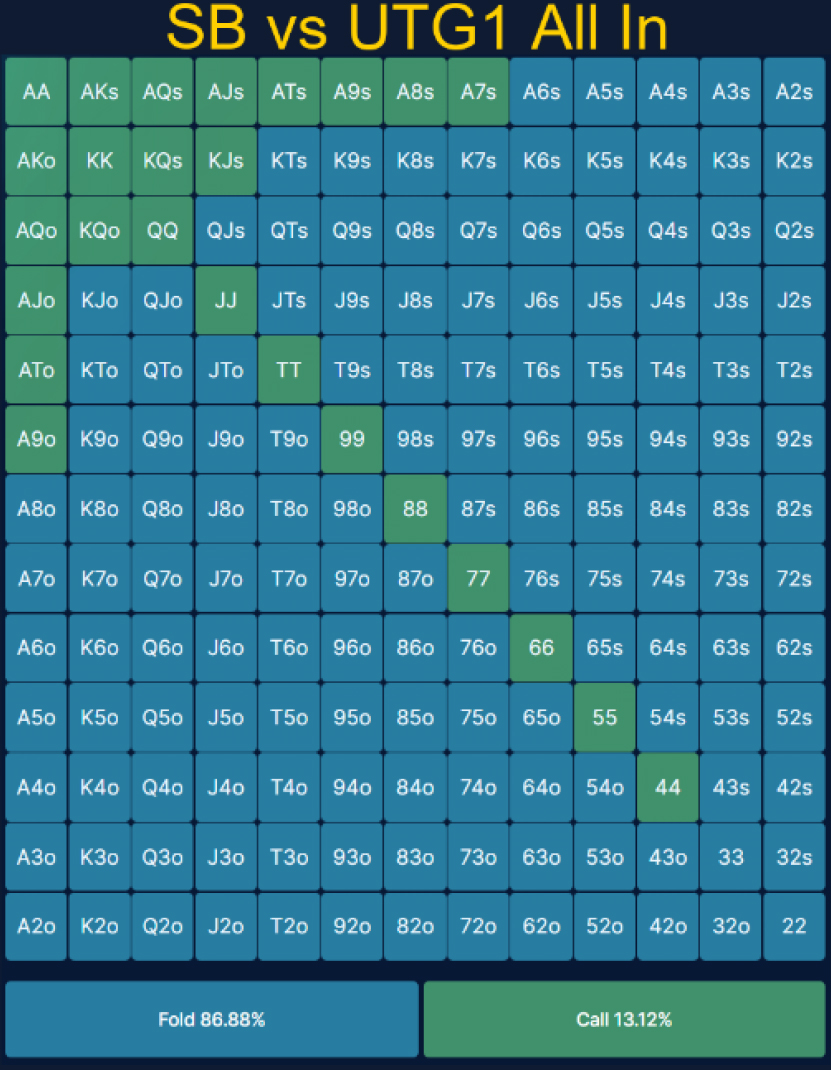 SB vs UTG1 All In
AA AKs AQs AJs ATs A9s A8s A7s A6s A5s A4s A3s A2s
AKo KK KQs KJs KTs K9s K8s K7s K6s K5s K4s K3s K2s
AQo KQo QQ QJs QTs Q9s Q8s Q7s Q6s Q5s Q4s Q3s Q2s
AJo KJo QJo JJ JTs J9s J8s J7s J6s J5s J4s J3s J2s
ATo KTo QTo JTo TT T9s T8s T7s T6s T5s T4s T3s T2s
A9o K9o Q9o J9o T9o 99 98s 97s 96s 95s 94s 93s 92s
A8o K8o Q8o J8o T8o 98o 88 87s 86s 85s 84s 83s 82s
A7o K7o Q7o J7o T7o 97o 87o 77 76s 75s 74s 73s 72s
A6o K6o Q6o J6o T6o 96o 86o 76o 66 65s 64s 63s 62s
A5o K5o Q5o J5o T5o 95o 85o 75o 65o 55 54s 53s 52s
A4o K4o Q4o J4o T4o 94o 84o 74o 64o 54o 44 43s 42s
A3o K3o Q3o J3o T3o 93o 83o 73o 63o 53o 43o 33 32s
A2o K2o Q2o J2o T2o 92o 82o 72o 62o 52o 42o 32o 22
Fold 86.88% Call 13.12%